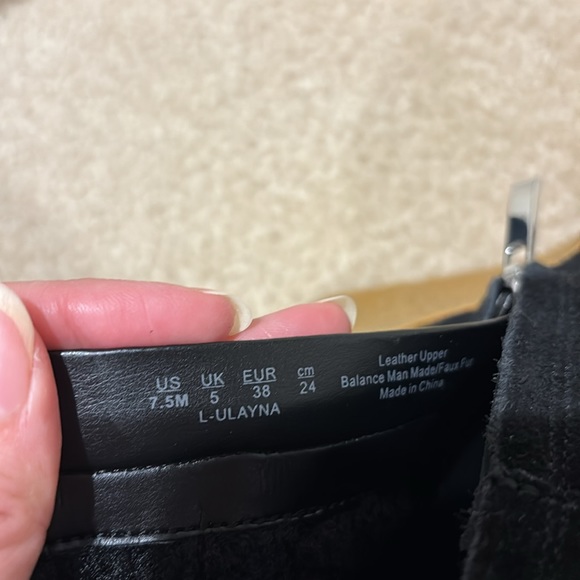 US UK EUR cm
7.5M 5 38 24
L-ULAYNA
Leather Upper
Balance Man Made/Faux Fur
Made in China